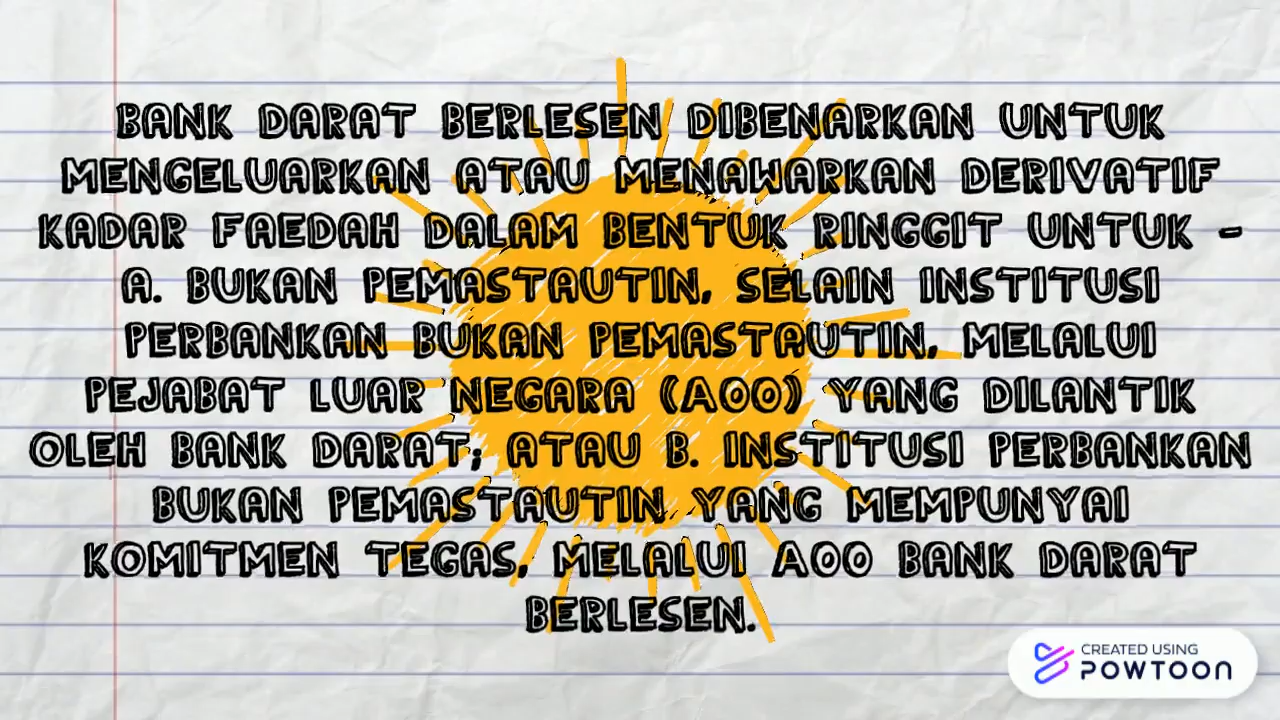 BANK DARAT BERLESEN DIBENARKAN UNTUK
MENGELUARKAN ATAU MENAWARKAN DERIVATIF
KADAR FAEDAH DALAM BENTUK RINGGIT UNTUK -
A. BUKAN PEMASTAUTIN, SELAIN INSTITUSI
PERBANKAN BUKAN PEMASTAUTIN, MELALUI
PEJABAT LUAR NEGARA (AOO) YANG DILANTIK
OLEH BANK DARAT; ATAU B. INSTITUSI PERBANKAN
BUKAN PEMASTAUTIN YANG MEMPUNYAI
KOMITMEN TEGAS, MELALUI AOO BANK DARAT
BERLESEN.
CREATED USING
POWTOON